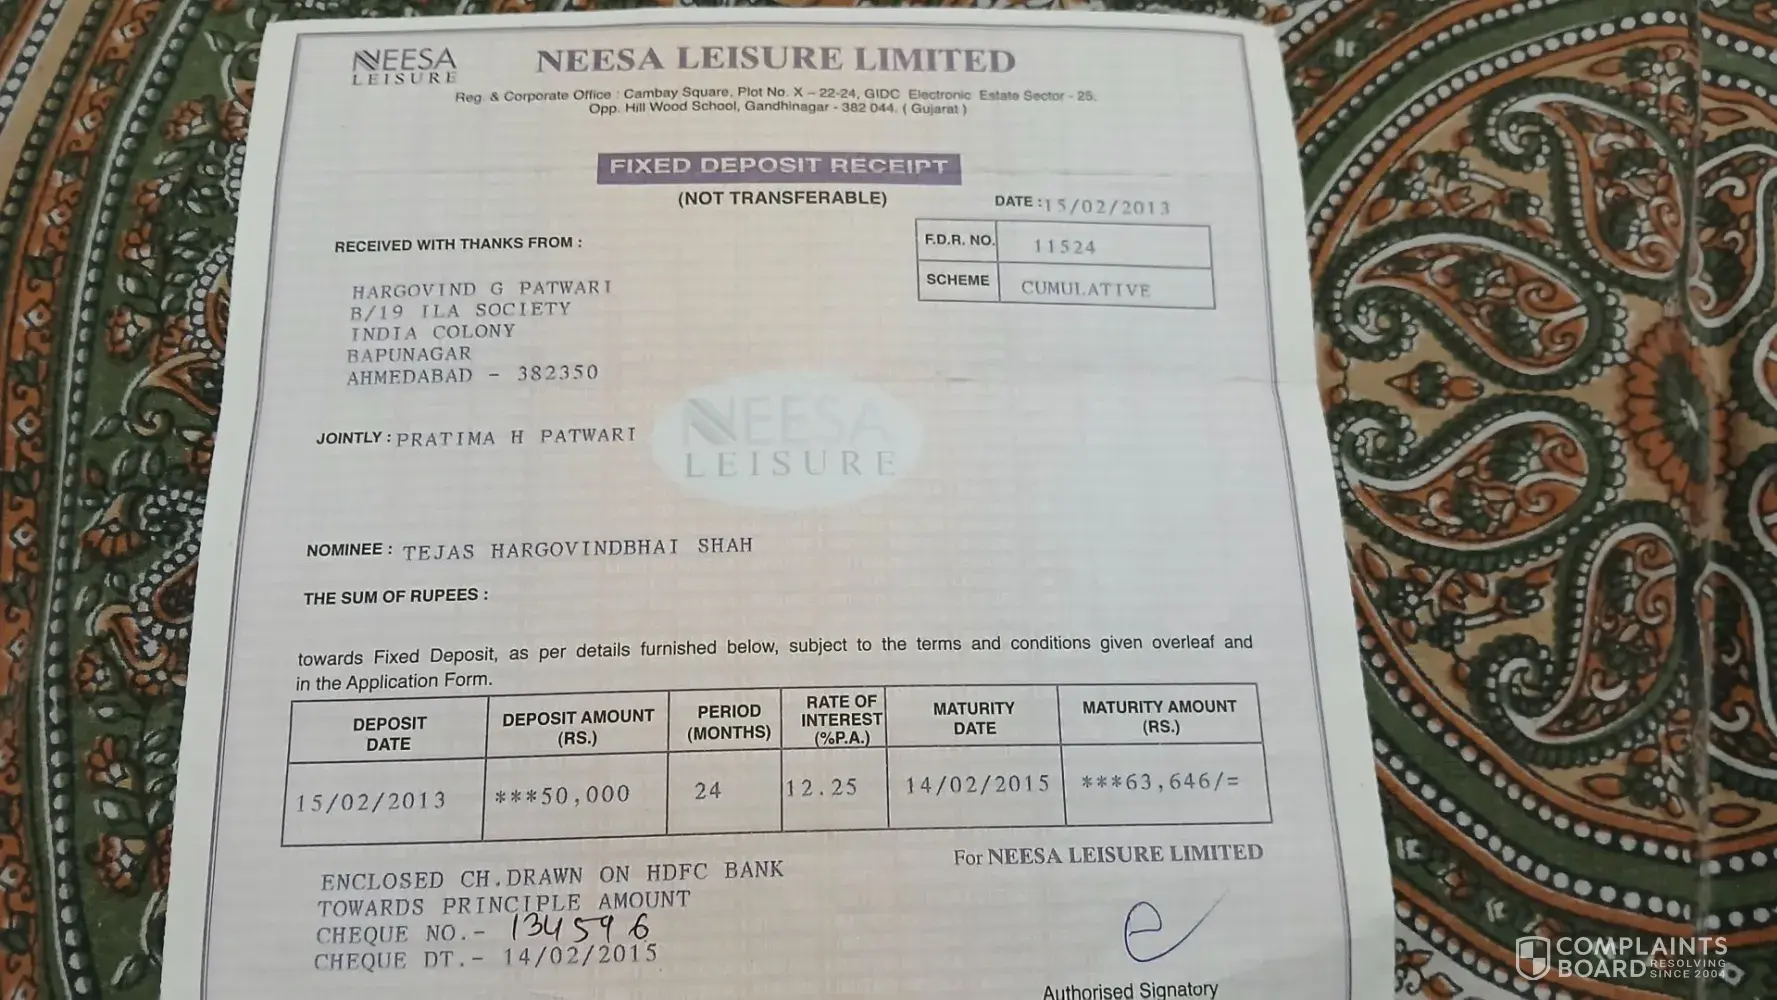 NEESA
LEISURE
NEESA LEISURE LIMITED
Reg. & Corporate Office : Cambay Square, Plot No. X – 22-24, GIDC Electronic Estate Sector - 25,
Opp. Hill Wood School, Gandhinagar - 382 044. ( Gujarat )
FIXED DEPOSIT RECEIPT
(NOT TRANSFERABLE)
DATE :15/02/2013
F.D.R. NO. 11524
SCHEME CUMULATIVE
RECEIVED WITH THANKS FROM :
HARGOVIND G PATWARI
B/19 ILA SOCIETY
INDIA COLONY
BAPUNAGAR
AHMEDABAD - 382350
JOINTLY : PRATIMA H PATWARI
NEESA
LEISURE
NOMINEE : TEJAS HARGOVINDBHAI SHAH
THE SUM OF RUPEES :
towards Fixed Deposit, as per details furnished below, subject to the terms and conditions given overleaf and
in the Application Form.
DEPOSIT DATE DEPOSIT AMOUNT (RS.) PERIOD (MONTHS) RATE OF INTEREST (%P.A.) MATURITY DATE MATURITY AMOUNT (RS.)
15/02/2013 ***50,000 24 12.25 14/02/2015 ***63,646/=
For NEESA LEISURE LIMITED
ENCLOSED CH.DRAWN ON HDFC BANK
TOWARDS PRINCIPLE AMOUNT
CHEQUE NO.- 134596
CHEQUE DT.- 14/02/2015
Authorised Signatory
COMPLAINTS
BOARD RESOLVING SINCE 2004